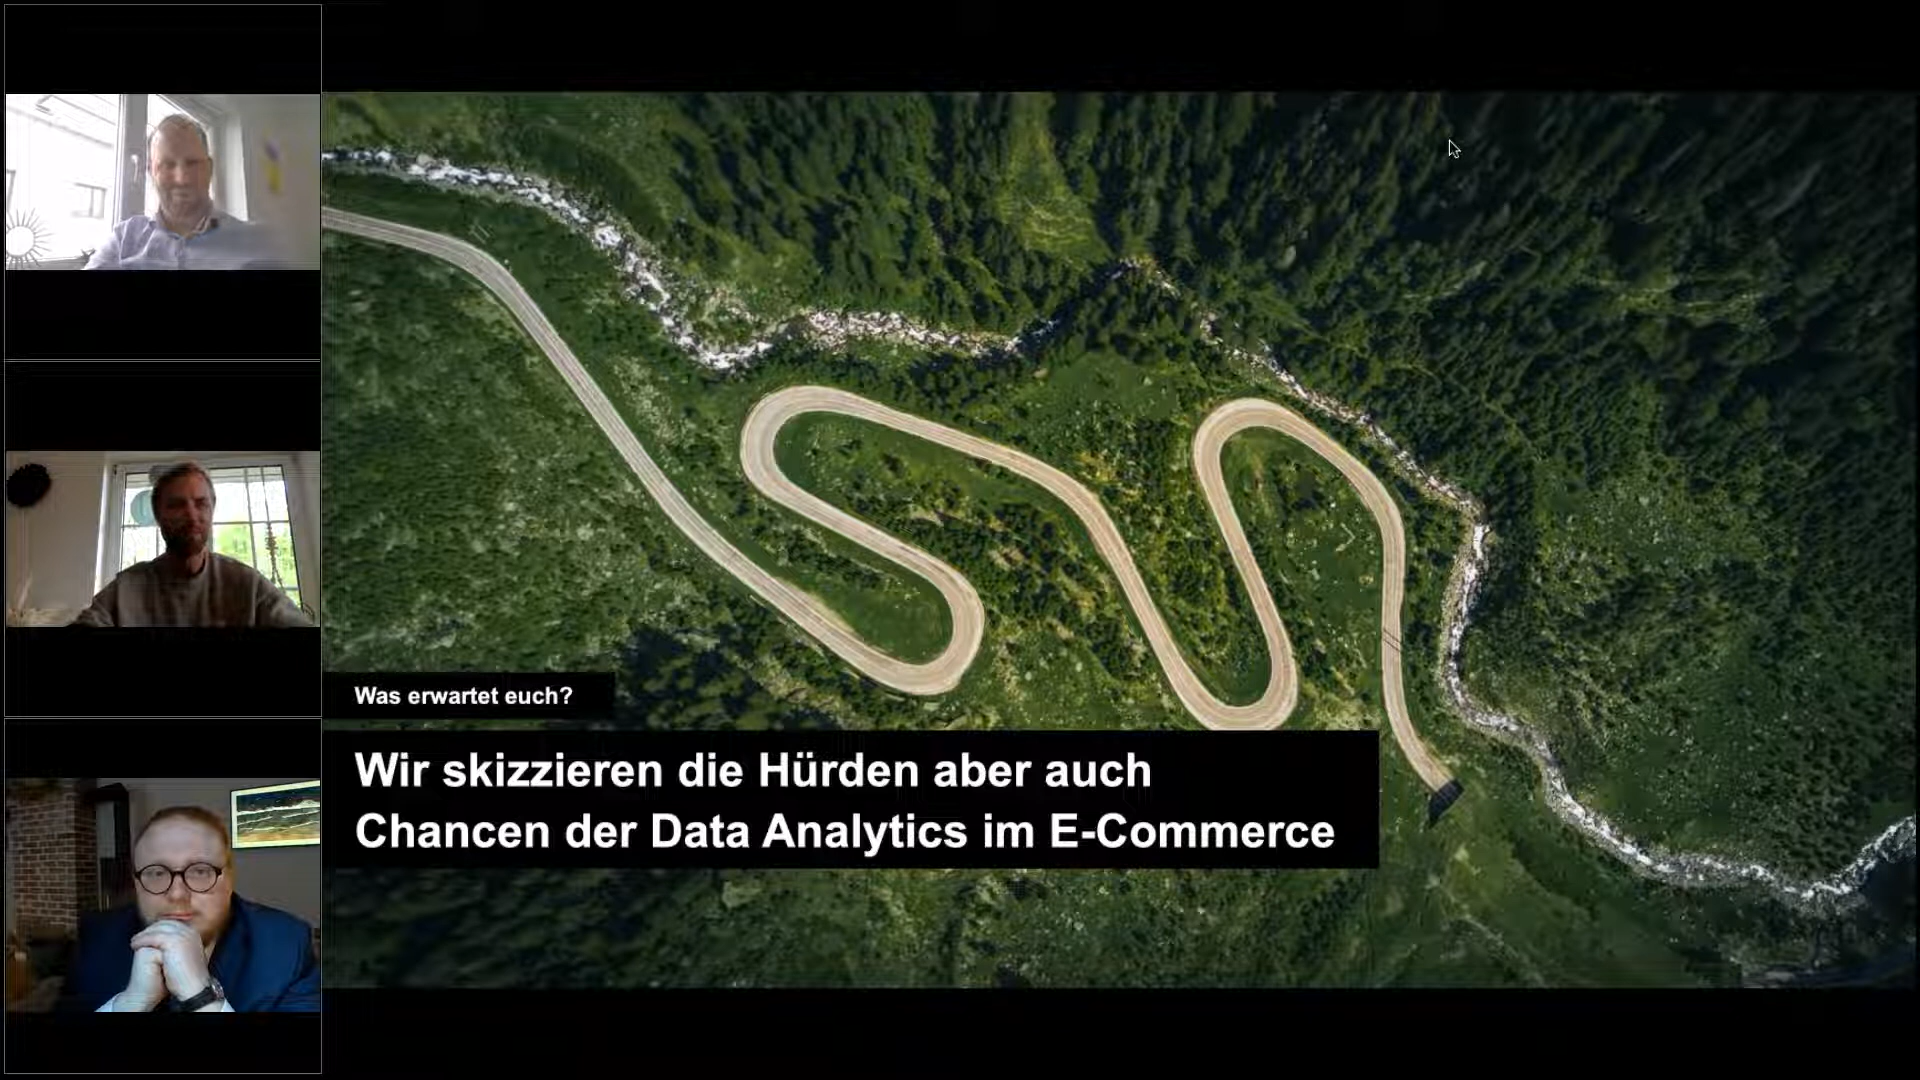 Was erwartet euch?
Wir skizzieren die Hürden aber auch
Chancen der Data Analytics im E-Commerce